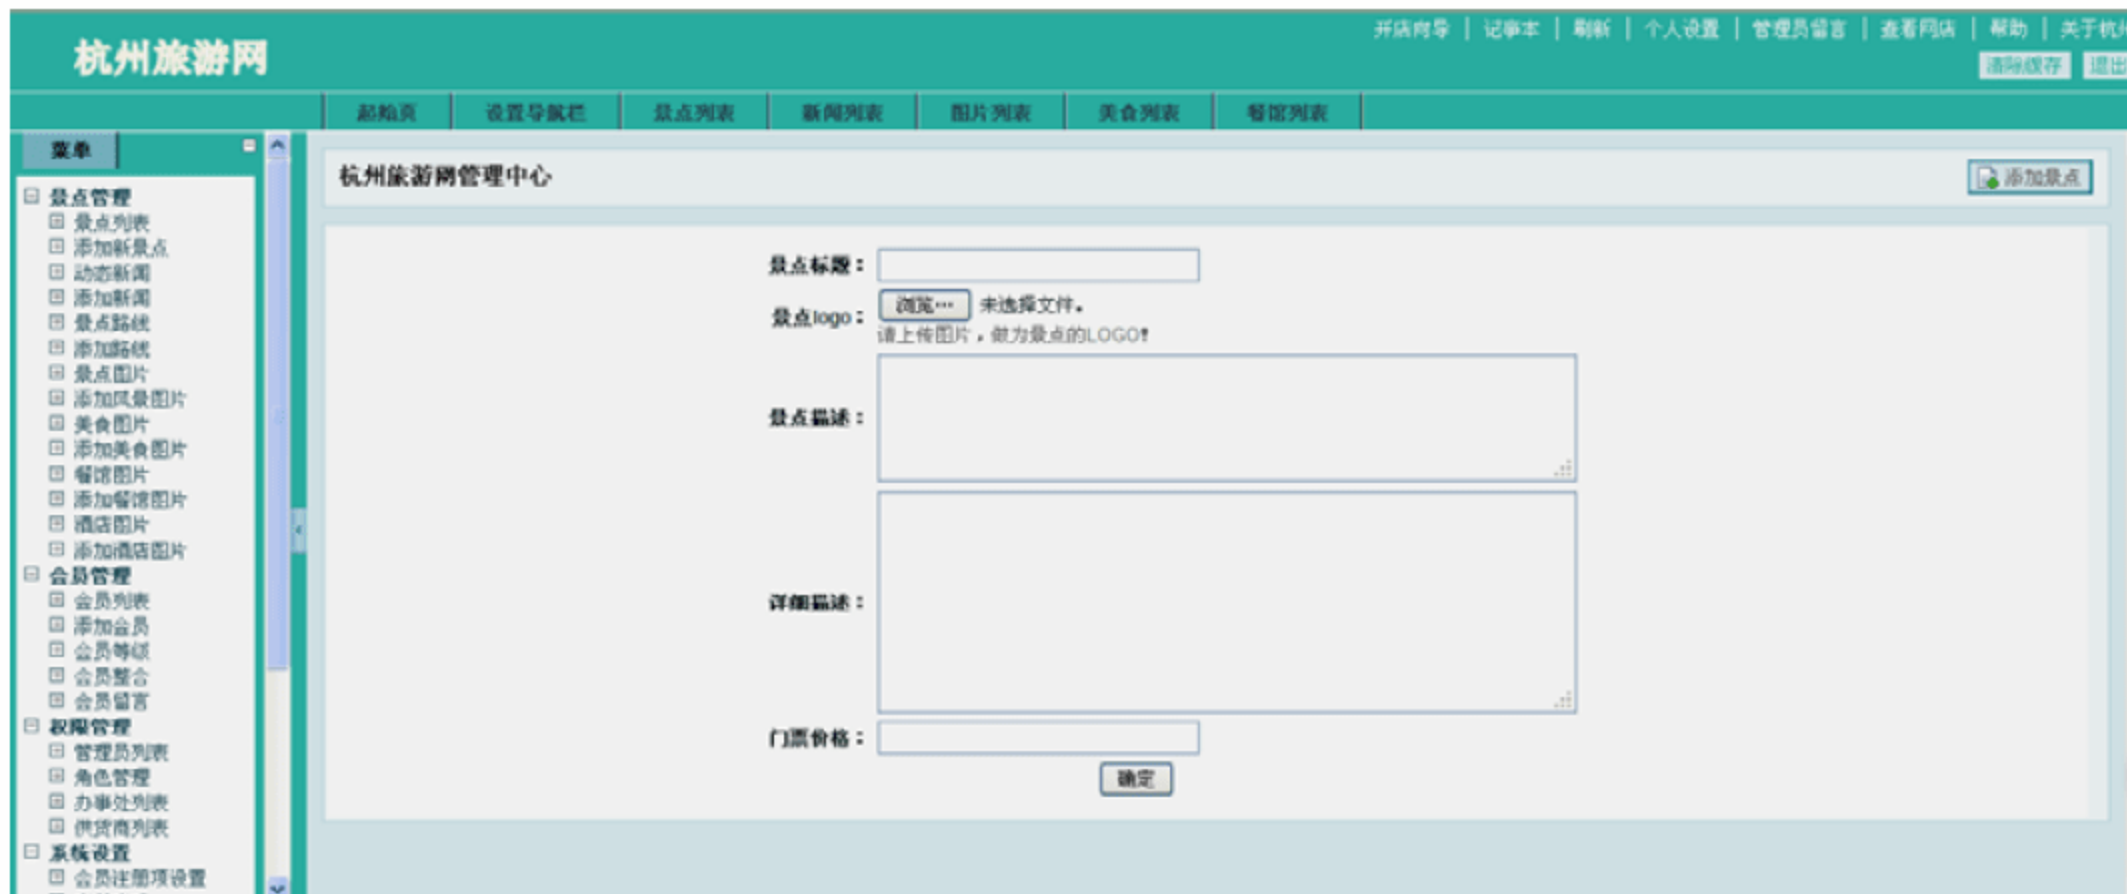 开店向导 | 记事本 | 刷新 | 个人设置 | 管理员留言 | 查看网店 | 帮助 | 关于杭州
杭州旅游网
清除缓存 退出
起始页 设置导航栏 景点列表 新闻列表 图片列表 美食列表 餐馆列表
菜单
杭州旅游网管理中心
添加景点
景点管理
景点列表
添加新景点
动态新闻
添加新闻
景点路线
添加路线
景点图片
添加风景图片
美食图片
添加美食图片
餐馆图片
添加餐馆图片
酒店图片
添加酒店图片
会员管理
会员列表
添加会员
会员等级
会员整合
会员留言
权限管理
管理员列表
角色管理
办事处列表
供货商列表
系统设置
会员注册项设置
景点标题：
景点logo： 浏览… 未选择文件。
请上传图片，做为景点的LOGO!
景点描述：
详细描述：
门票价格：
确定